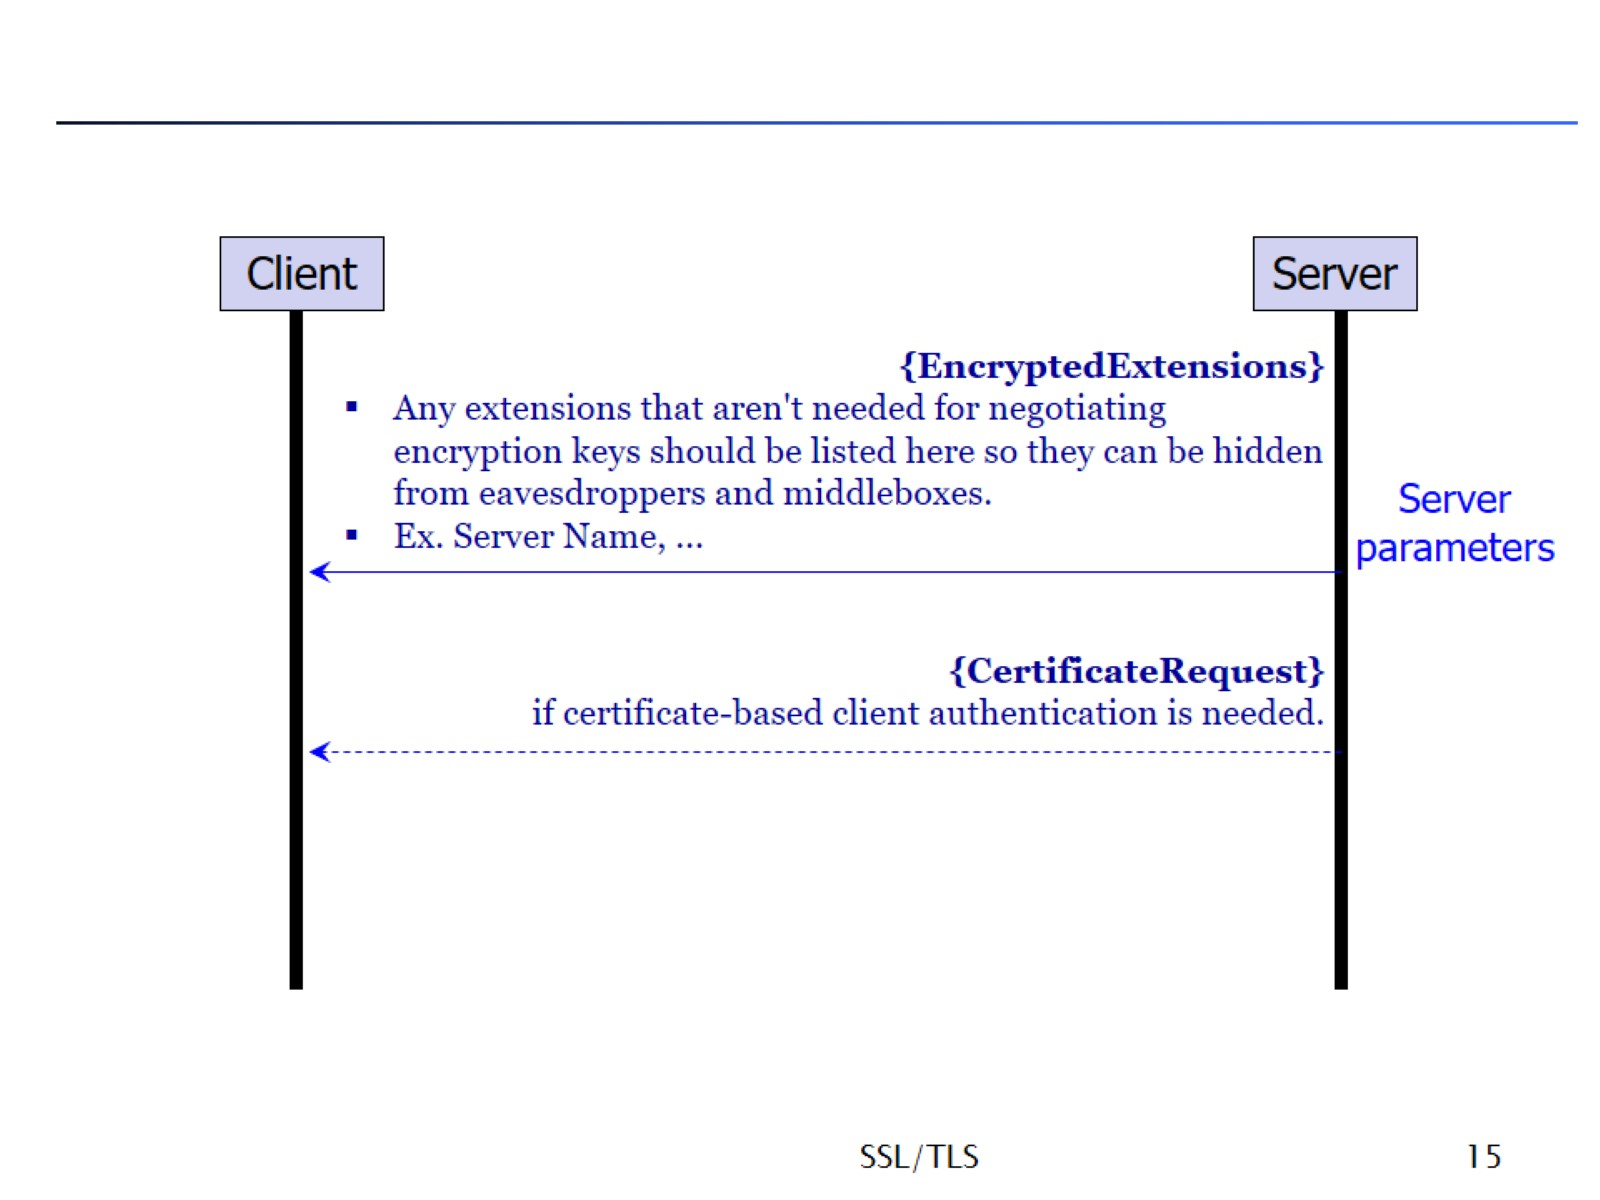 Client
Server
{EncryptedExtensions}
▪ Any extensions that aren't needed for negotiating
encryption keys should be listed here so they can be hidden
from eavesdroppers and middleboxes.
▪ Ex. Server Name, ...
Server
parameters
{CertificateRequest}
if certificate-based client authentication is needed.
SSL/TLS
15